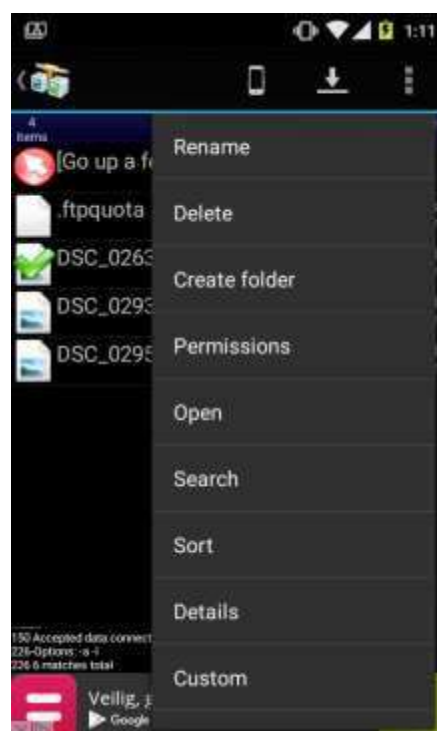 1:11
4
items
[Go up a f
Rename
.ftpquota
Delete
DSC_0263
Create folder
DSC_0293
Permissions
DSC_0295
Open
Search
Sort
Details
150 Accepted data connect
226-Options: -a -l
226 6 matches total
Custom
Veilig,
Google